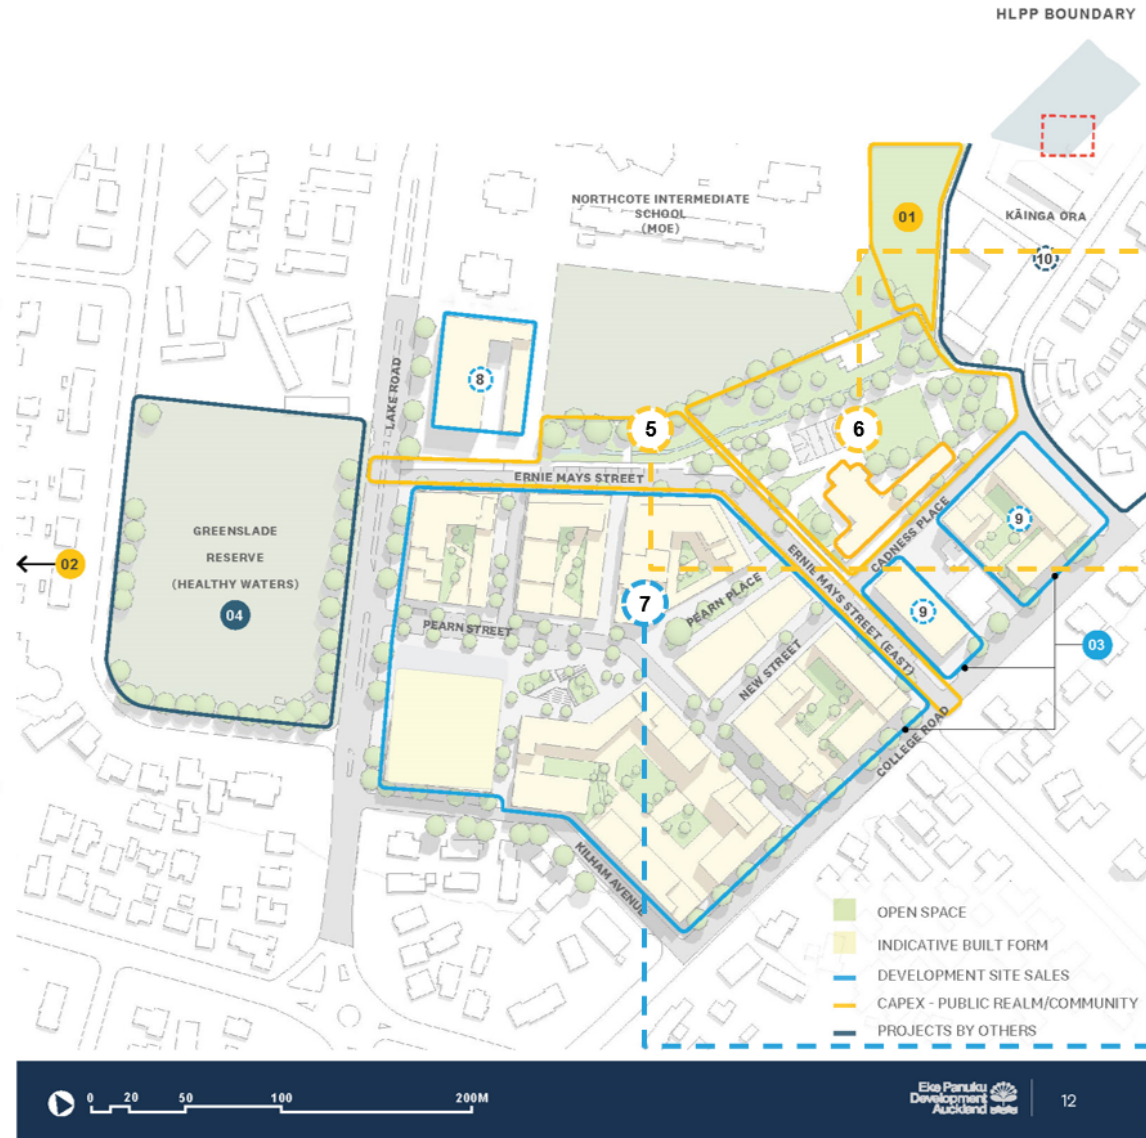 HLPP BOUNDARY
NORTHCOTE INTERMEDIATE
SCHOOL
(MOE)
01
KĀINGA ORA
10
LAKE ROAD
8
5
6
ERNIE MAYS STREET
CADNESS PLACE
9
GREENSLADE
RESERVE
(HEALTHY WATERS)
04
02
ERNIE MAYS STREET (EAST)
7
PEARN PLACE
9
PEARN STREET
NEW STREET
03
COLLEGE ROAD
KILHAM AVENUE
OPEN SPACE
INDICATIVE BUILT FORM
DEVELOPMENT SITE SALES
CAPEX - PUBLIC REALM/COMMUNITY
PROJECTS BY OTHERS
0 20 50 100 200M
Eke Panuku
Development
Auckland
12